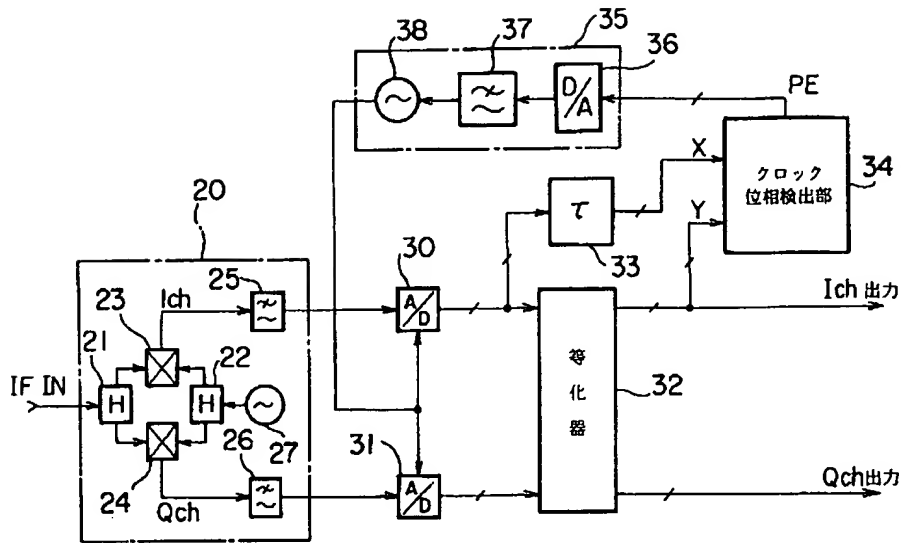 38
37
35
36
D/A
PE
X
Y
クロック
位相検出部
34
τ
33
20
25
30
A/D
Ich
23
21
22
H
H
IF IN
27
24
26
Qch
31
A/D
等化器
32
Ich 出力
Qch出力